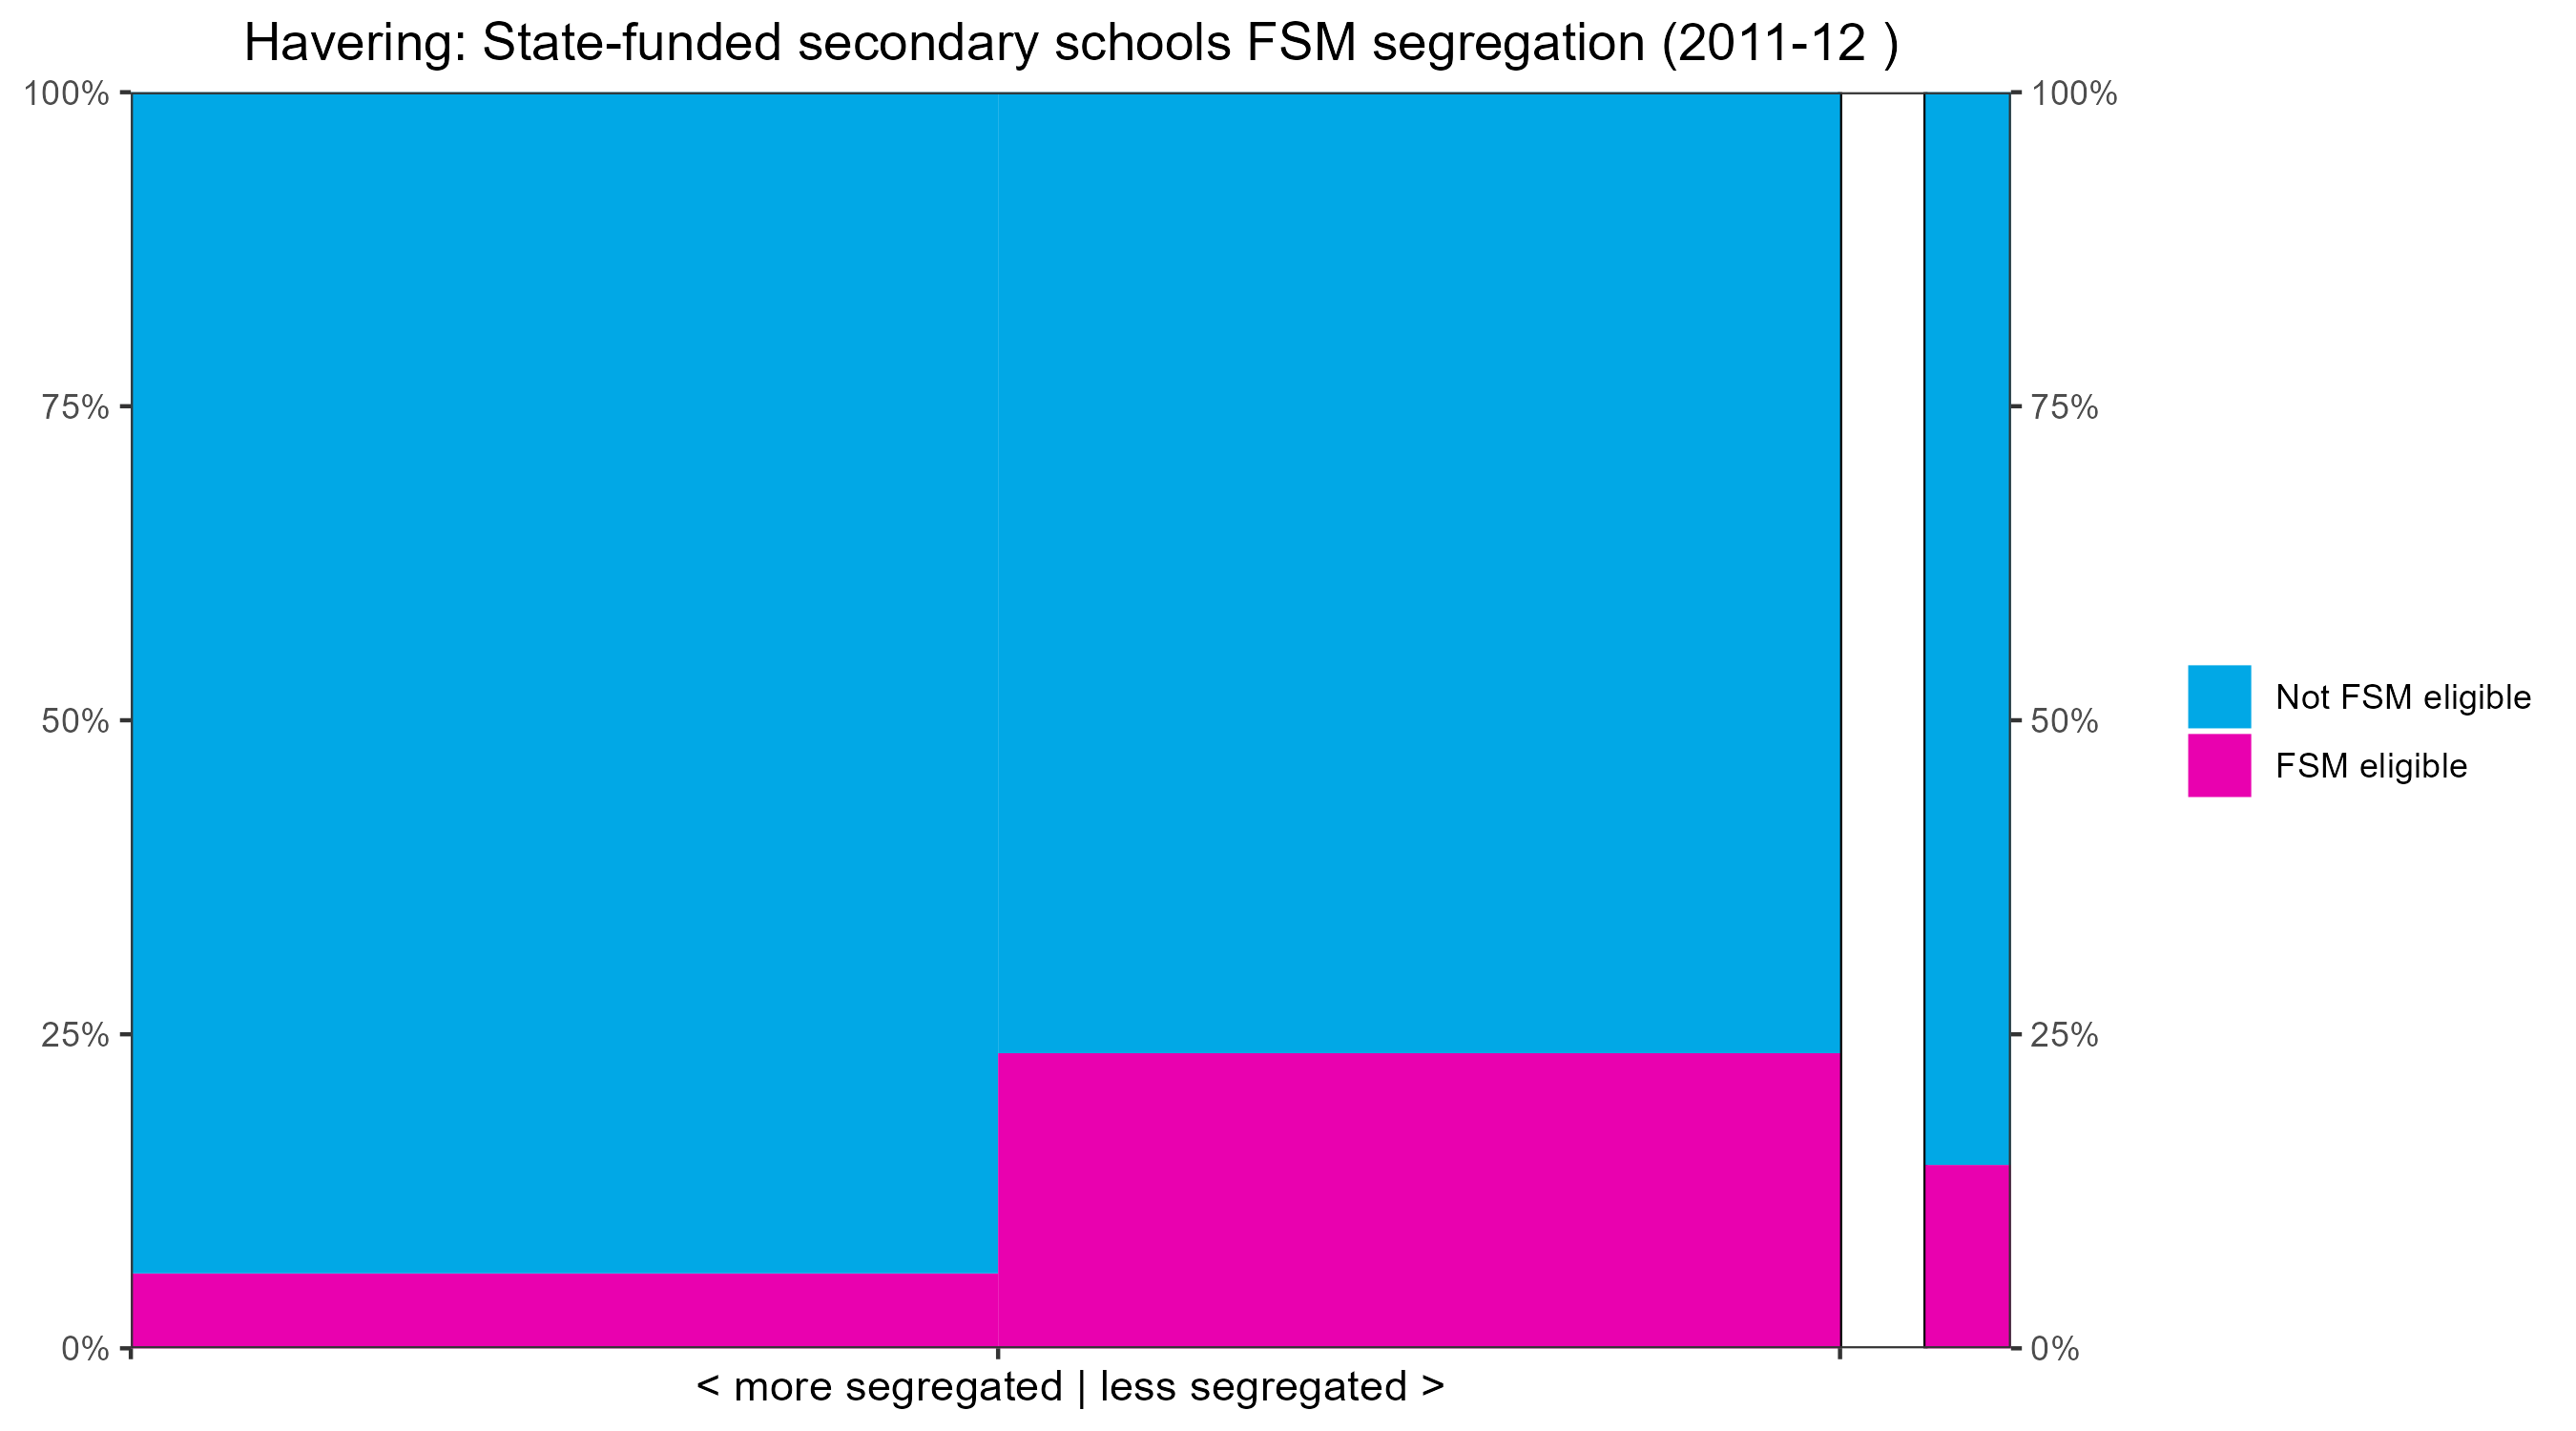 Havering: State-funded secondary schools FSM segregation (2011-12 )
100%
75%
50%
25%
0%
100%
75%
50%
25%
0%
Not FSM eligible
FSM eligible
< more segregated | less segregated >